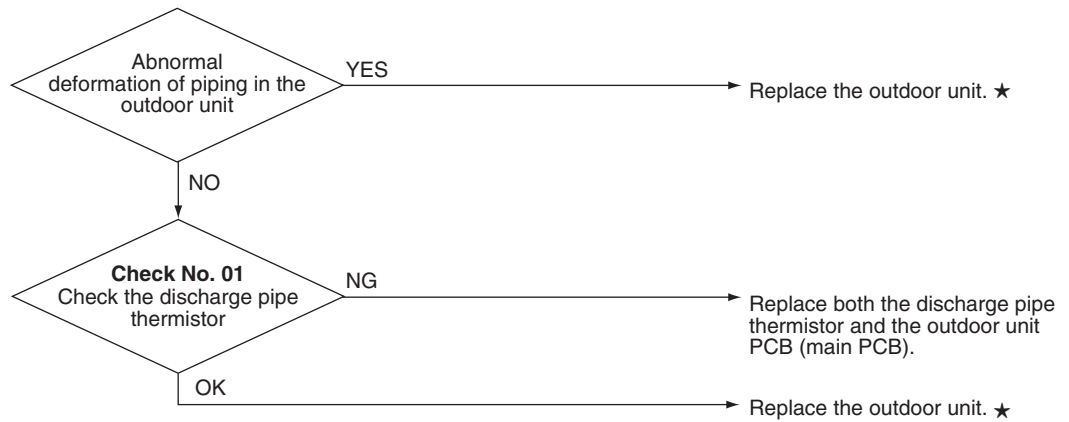 Abnormal
deformation of piping in the
outdoor unit
YES
Replace the outdoor unit. ★
NO
Check No. 01
Check the discharge pipe
thermistor
NG
Replace both the discharge pipe
thermistor and the outdoor unit
PCB (main PCB).
OK
Replace the outdoor unit. ★